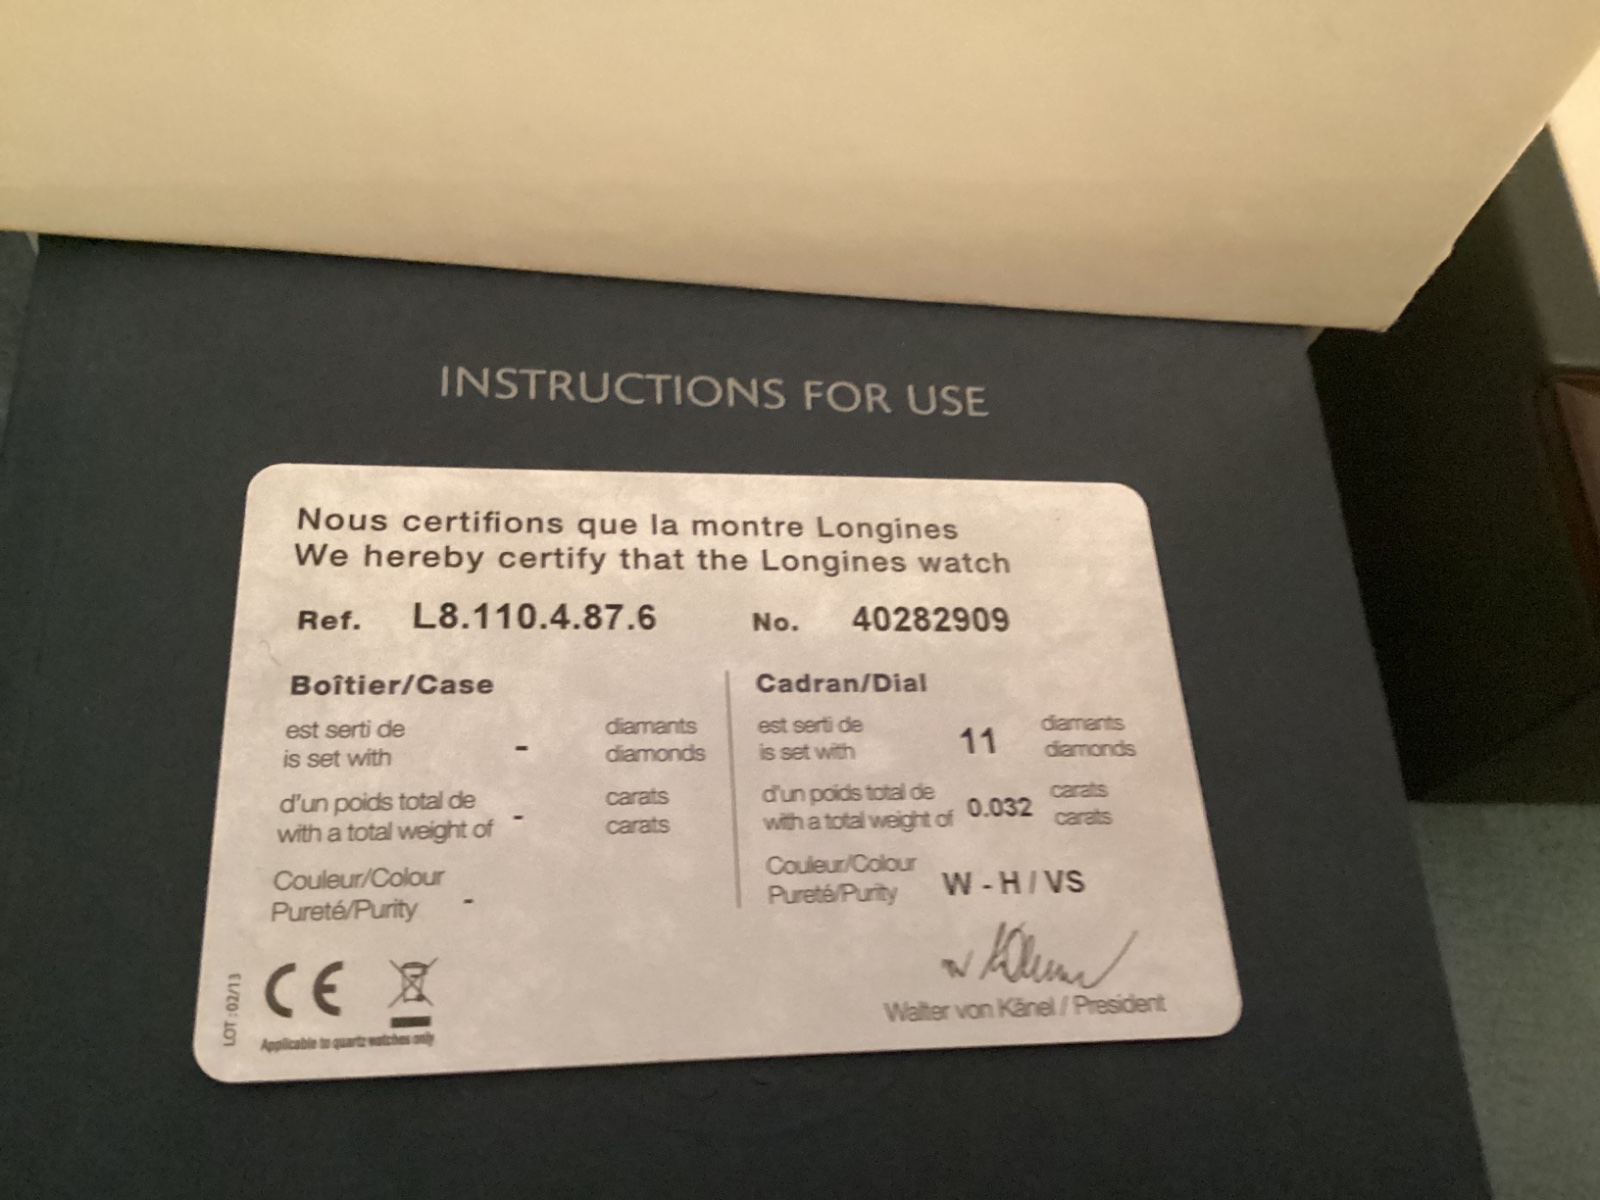 INSTRUCTIONS FOR USE
Nous certifions que la montre Longines
We hereby certify that the Longines watch
Ref. L8.110.4.87.6 No. 40282909
Boîtier/Case
est serti de diamants
is set with - diamonds
d'un poids total de carats
with a total weight of - carats
Couleur/Colour
Pureté/Purity -
Cadran/Dial
est serti de diamants
is set with 11 diamonds
d'un poids total de carats
with a total weight of 0.032 carats
Couleur/Colour
Pureté/Purity W - H / VS
Walter von Känel / President
LOT : 02/13
CE
Applicable to quartz watches only